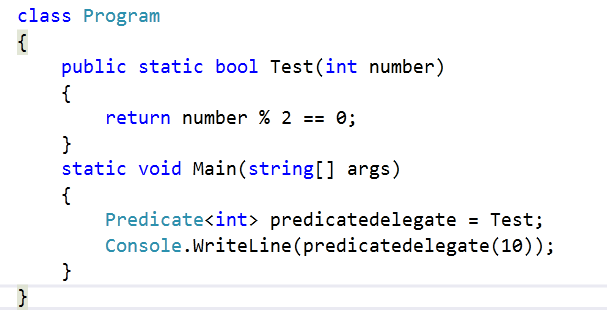 class Program
{
    public static bool Test(int number)
    {
        return number % 2 == 0;
    }
    static void Main(string[] args)
    {
        Predicate<int> predicatedelegate = Test;
        Console.WriteLine(predicatedelegate(10));
    }
}